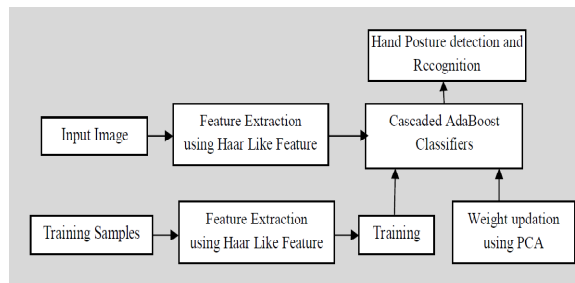 Hand Posture detection and
Recognition
Input Image
Feature Extraction
using Haar Like Feature
Cascaded AdaBoost
Classifiers
Training Samples
Feature Extraction
using Haar Like Feature
Training
Weight updation
using PCA